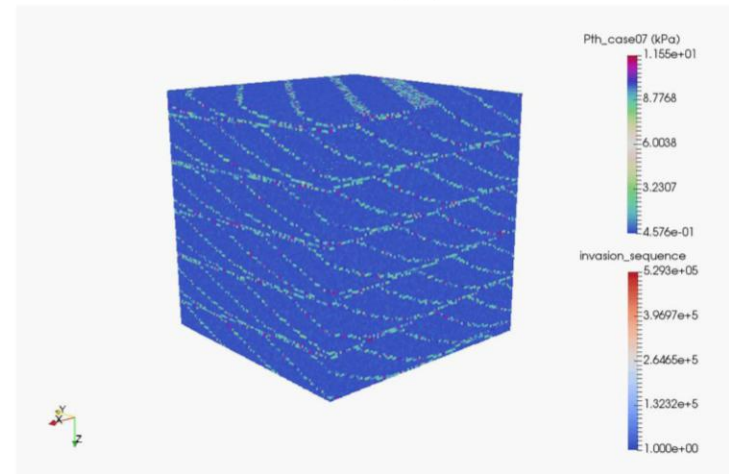 Pth_case07 (kPa)
1.155e+01
8.7768
6.0038
3.2307
4.576e-01
invasion_sequence
5.293e+05
3.9697e+5
2.6465e+5
1.3232e+5
1.000e+00
Y
X
Z